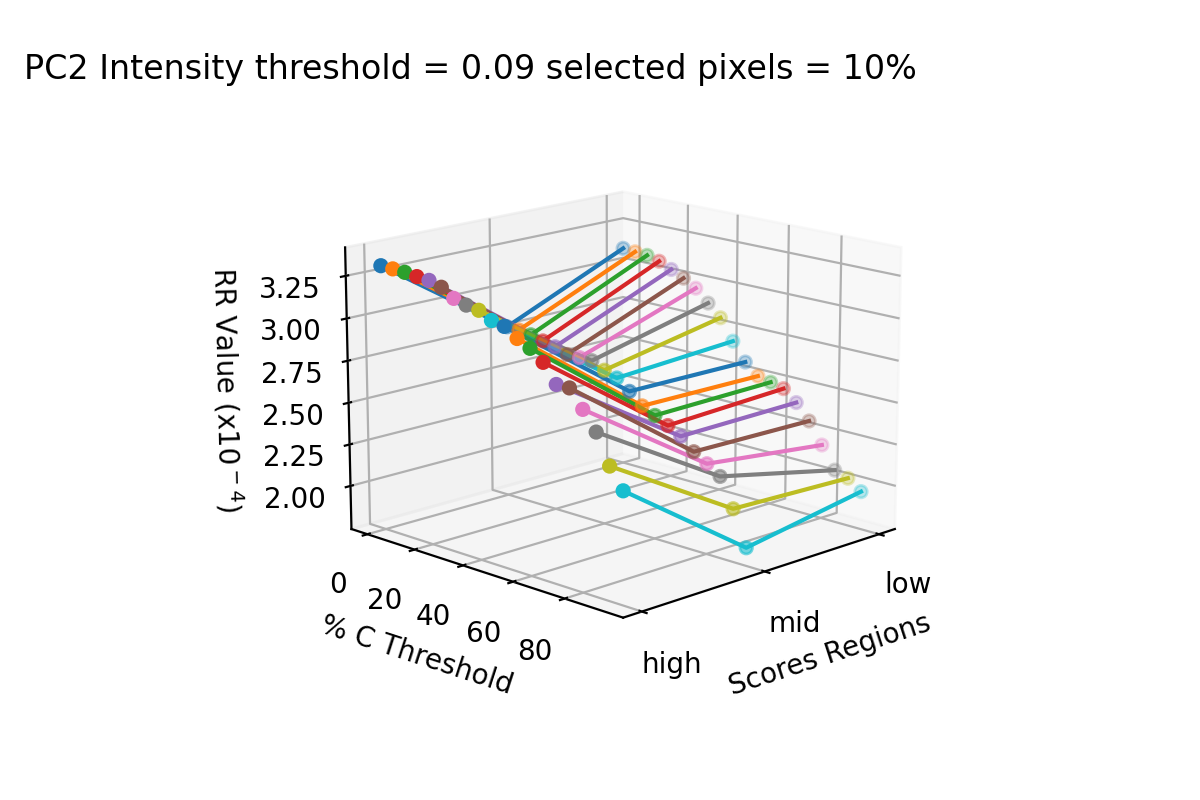 PC2 Intensity threshold = 0.09 selected pixels = 10%
RR Value (x10⁻⁴)
3.25
3.00
2.75
2.50
2.25
2.00
0
20
40
60
80
% C Threshold
high
mid
low
Scores Regions